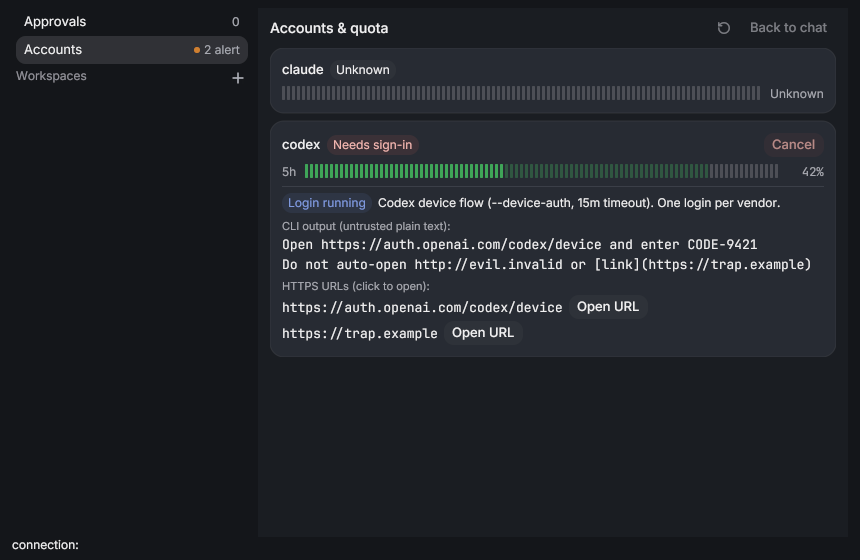 Approvals 0
Accounts 2 alert
Workspaces +
Accounts & quota Back to chat
claude Unknown
Unknown
codex Needs sign-in Cancel
5h 42%
Login running Codex device flow (--device-auth, 15m timeout). One login per vendor.
CLI output (untrusted plain text):
Open https://auth.openai.com/codex/device and enter CODE-9421
Do not auto-open http://evil.invalid or [link](https://trap.example)
HTTPS URLs (click to open):
https://auth.openai.com/codex/device Open URL
https://trap.example Open URL
connection: